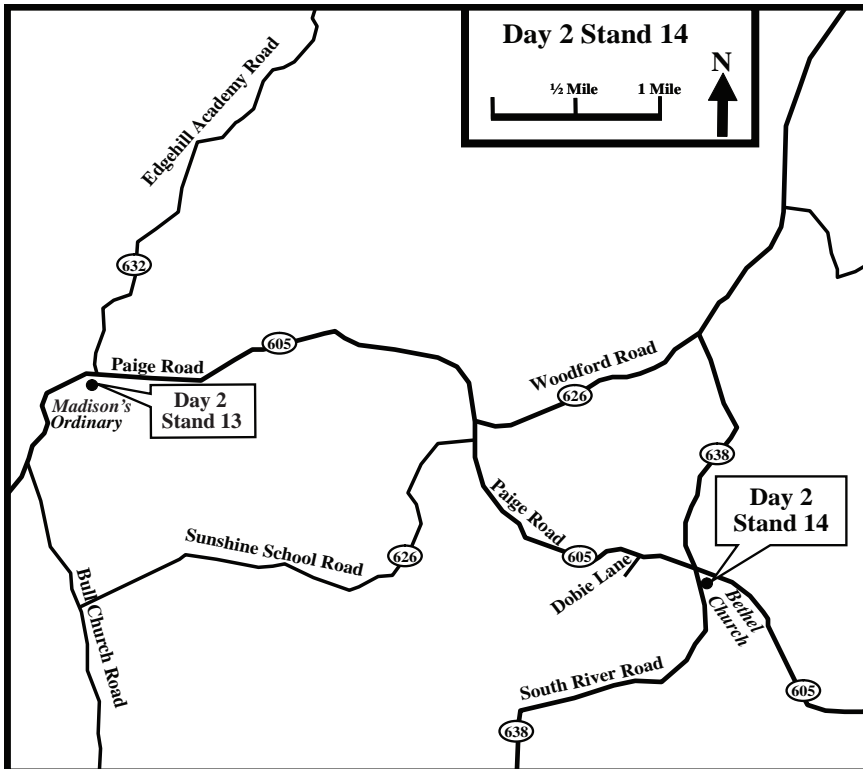 Day 2 Stand 14
½ Mile
1 Mile
N
Edgehill Academy Road
632
605
Paige Road
Madison's
Ordinary
Day 2
Stand 13
Woodford Road
626
638
Day 2
Stand 14
Paige Road
605
Sunshine School Road
626
Dobie Lane
Bethel
Church
Bull Church Road
South River Road
605
638